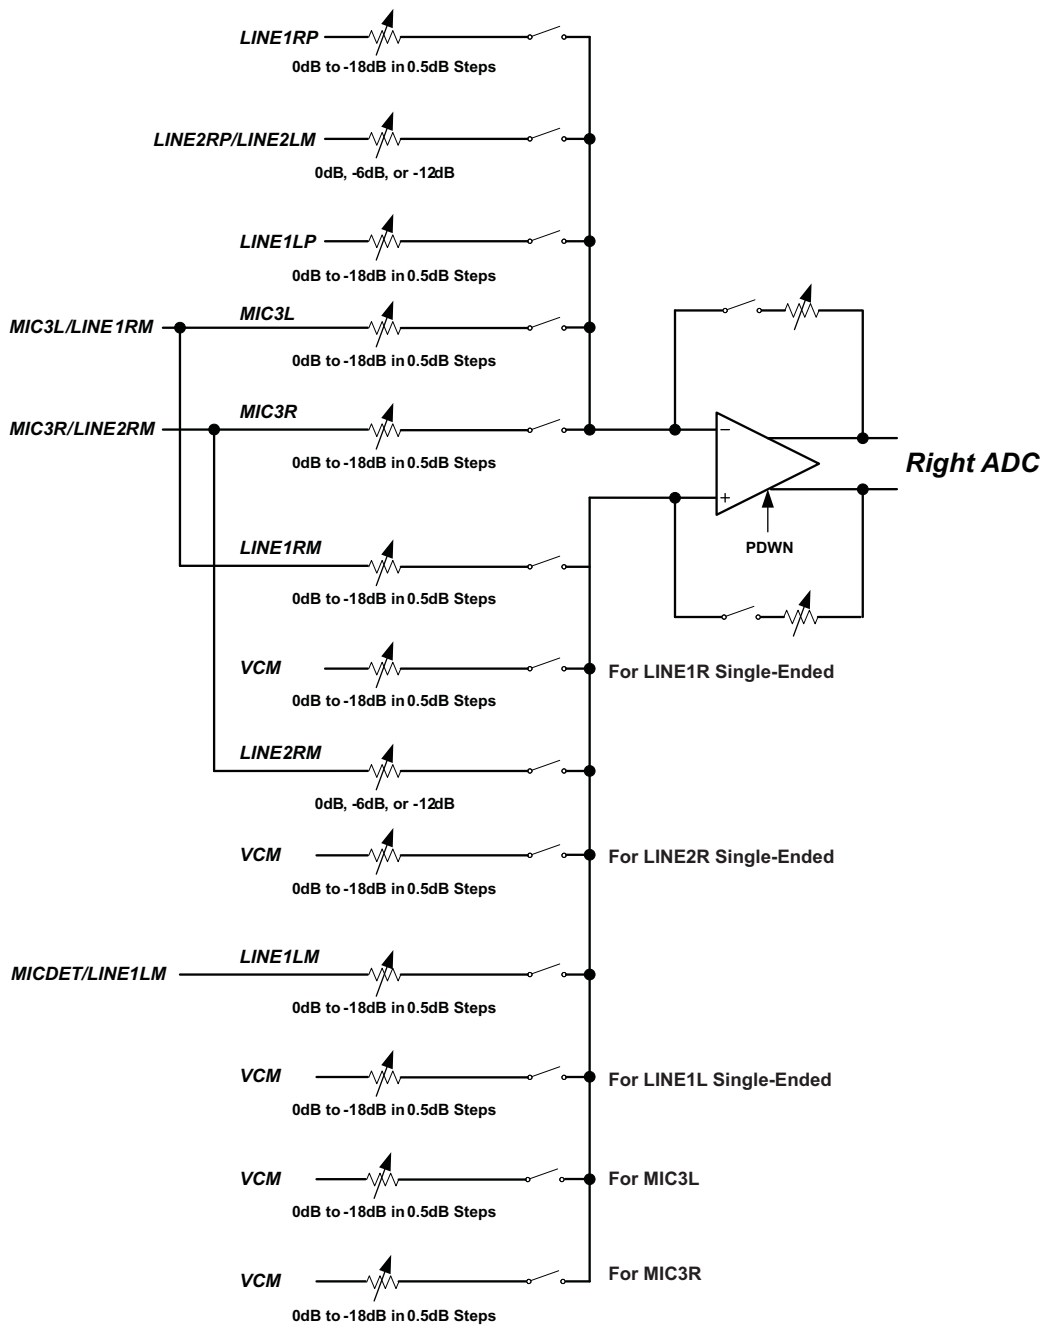 LINE1RP
0dB to -18dB in 0.5dB Steps
LINE2RP/LINE2LM
0dB, -6dB, or -12dB
LINE1LP
0dB to -18dB in 0.5dB Steps
MIC3L/LINE1RM
MIC3L
0dB to -18dB in 0.5dB Steps
MIC3R/LINE2RM
MIC3R
0dB to -18dB in 0.5dB Steps
−
+
Right ADC
PDWN
LINE1RM
0dB to -18dB in 0.5dB Steps
VCM
For LINE1R Single-Ended
0dB to -18dB in 0.5dB Steps
LINE2RM
0dB, -6dB, or -12dB
VCM
For LINE2R Single-Ended
0dB to -18dB in 0.5dB Steps
MICDET/LINE1LM
LINE1LM
0dB to -18dB in 0.5dB Steps
VCM
For LINE1L Single-Ended
0dB to -18dB in 0.5dB Steps
VCM
For MIC3L
0dB to -18dB in 0.5dB Steps
VCM
For MIC3R
0dB to -18dB in 0.5dB Steps